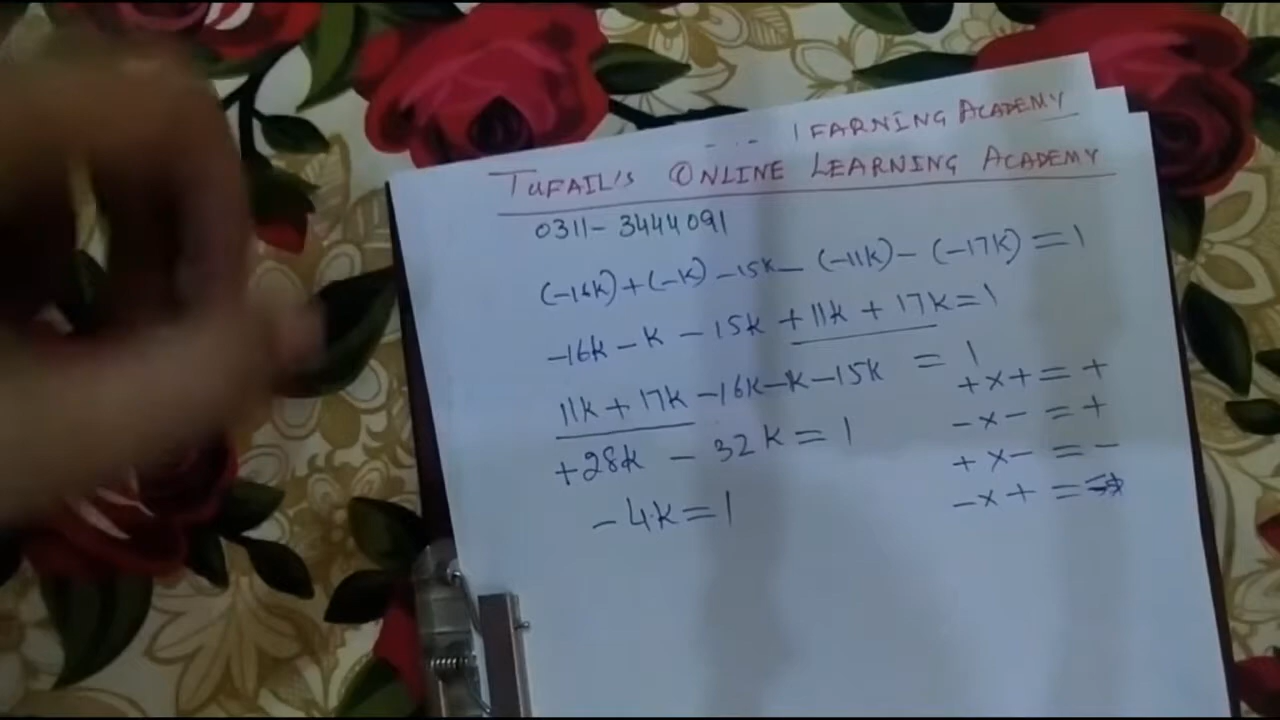 FARNING ACADEMY
TUFAIL'S ONLINE LEARNING ACADEMY
0311-3444091
(-16k)+(-k)-15k-(-11k)-(-17k)=1
-16k-k-15k+11k+17k=1
11k+17k-16k-k-15k=1
+28k-32k=1
-4k=1
+x+=+
-x-=+
+x-=-
-x+=